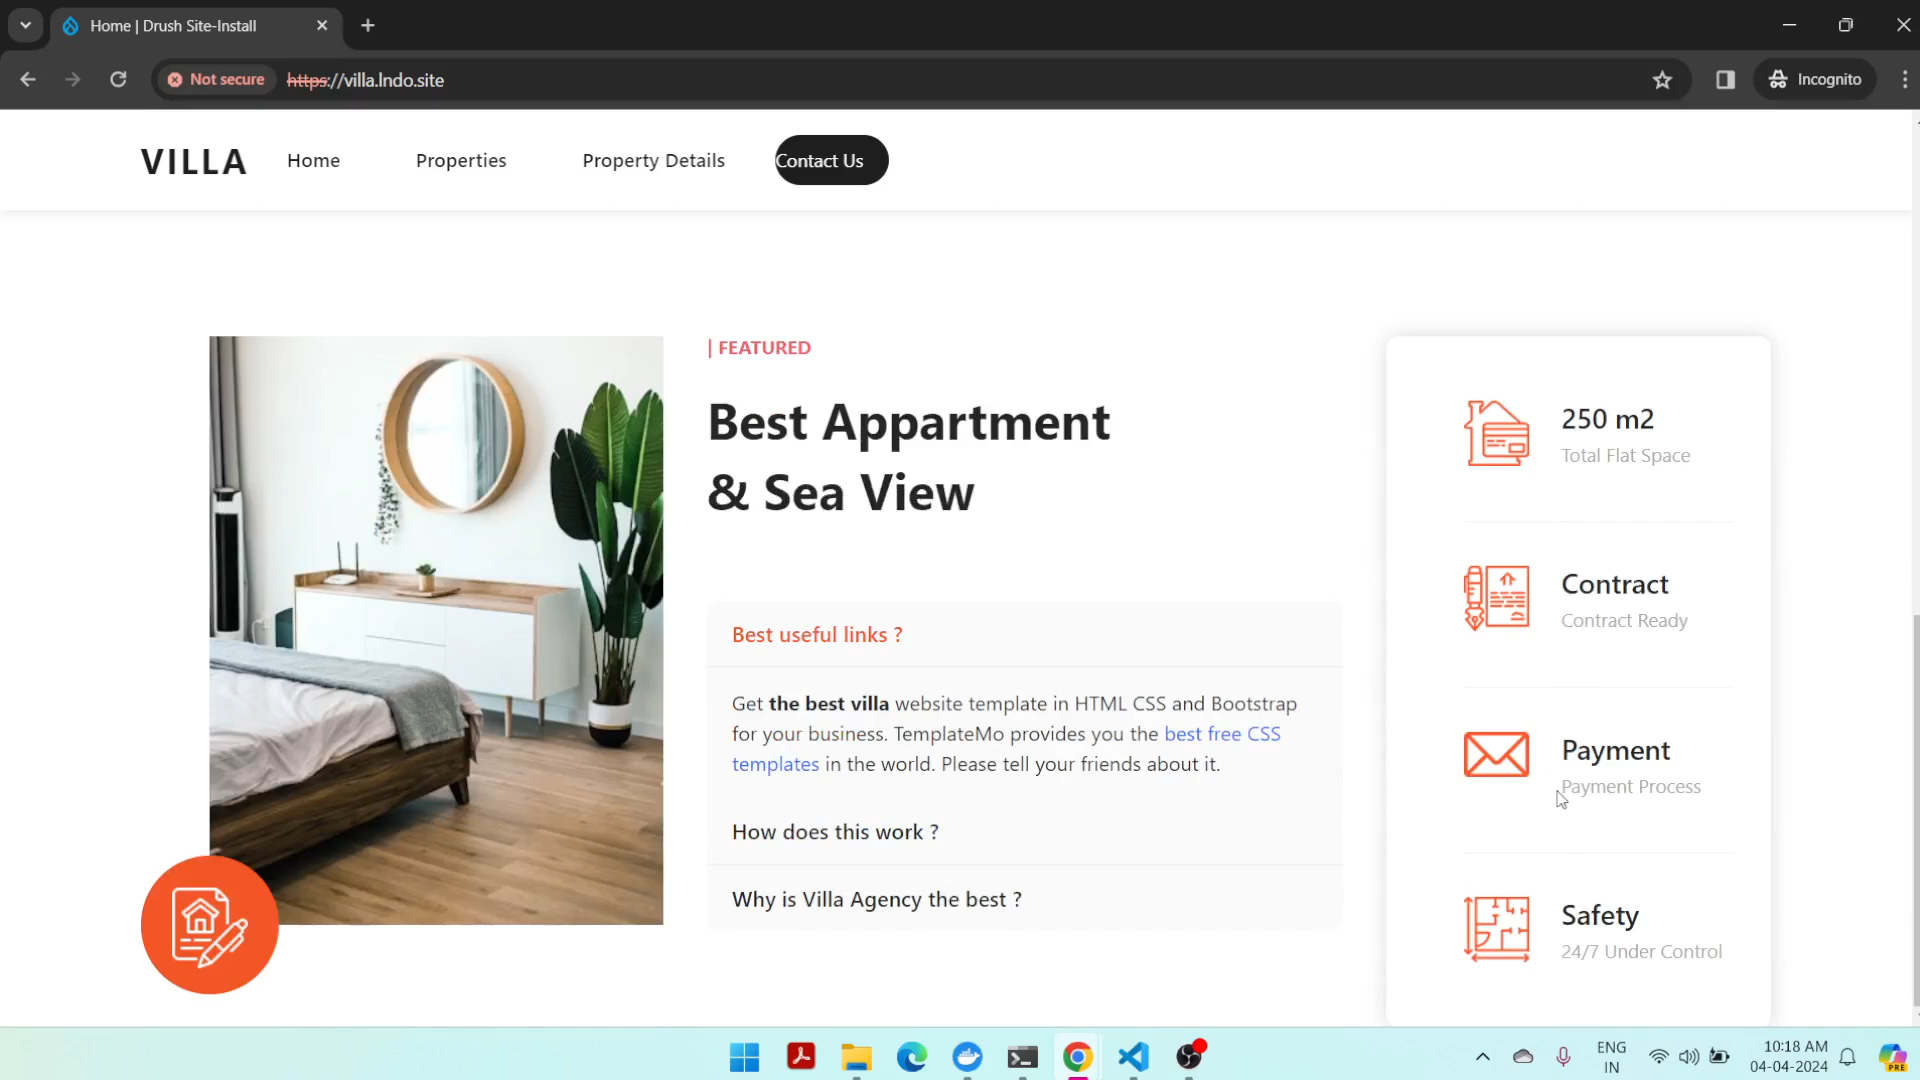 Home | Drush Site-Install
Not secure
https://villa.lndo.site
Incognito
VILLA
Home
Properties
Property Details
Contact Us
| FEATURED
Best Appartment
& Sea View
Best useful links ?
Get the best villa website template in HTML CSS and Bootstrap
for your business. TemplateMo provides you the best free CSS
templates in the world. Please tell your friends about it.
How does this work ?
Why is Villa Agency the best ?
250 m2
Total Flat Space
Contract
Contract Ready
Payment
Payment Process
Safety
24/7 Under Control
ENG
IN
10:18 AM
04-04-2024
PRE